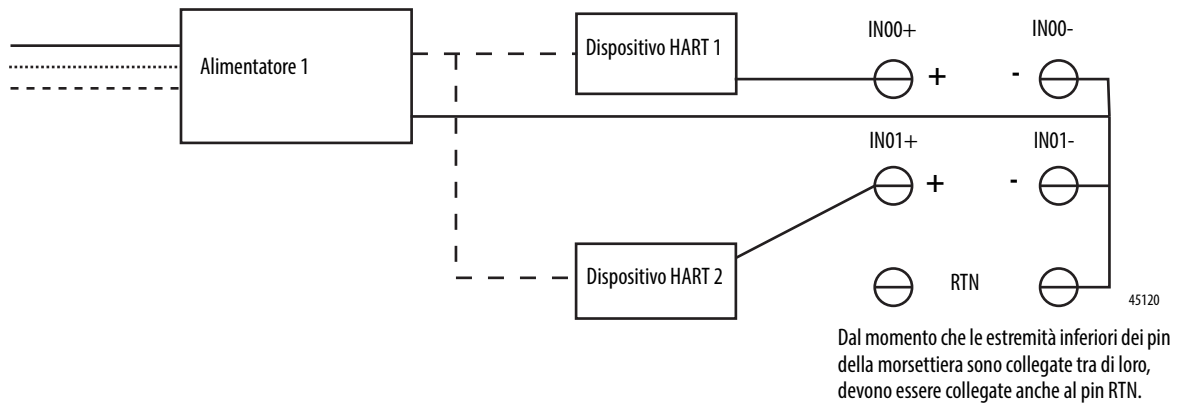 IN00+
IN00-
Dispositivo HART 1
Alimentatore 1
+
-
IN01+
IN01-
+
-
Dispositivo HART 2
RTN
45120
Dal momento che le estremità inferiori dei pin
della morsettiera sono collegate tra di loro,
devono essere collegate anche al pin RTN.